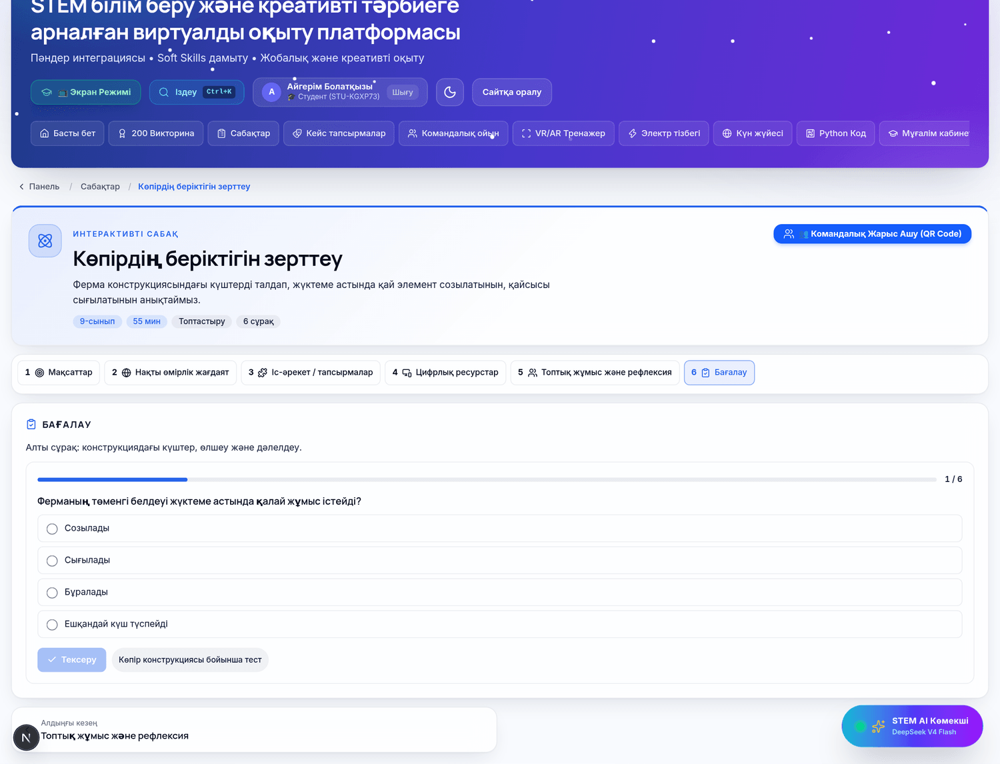 STEM білім беру және креативті тәрбиеге
арналған виртуалды оқыту платформасы
Пәндер интеграциясы • Soft Skills дамыту • Жобалық және креативті оқыту
Экран Режимі
Іздеу Ctrl+K
А
Айгерім Болатқызы
Студент (STU-KGXP73)
Шығу
Сайтқа оралу
Басты бет
200 Викторина
Сабақтар
Кейс тапсырмалар
Командалық ойын
VR/AR Тренажер
Электр тізбегі
Күн жүйесі
Python Код
Мұғалім
Панель / Сабақтар / Көпірдің беріктігін зерттеу
ИНТЕРАКТИВТІ САБАҚ
Командалық Жарыс Ашу (QR Code)
Көпірдің беріктігін зерттеу
Ферма конструкциясындағы күштерді талдап, жүктеме астында қай элемент созылатынын, қайсысы
сығылатынын анықтаймыз.
9-сынып
55 мин
Топтастыру
6 сұрақ
1 Мақсаттар
2 Нақты өмірлік жағдаят
3 Іс-әрекет / тапсырмалар
4 Цифрлық ресурстар
5 Топтық жұмыс және рефлексия
6 Бағалау
БАҒАЛАУ
Алты сұрақ: конструкциядағы күштер, өлшеу және дәлелдеу.
1 / 6
Ферманың төменгі белдеуі жүктеме астында қалай жұмыс істейді?
Созылады
Сығылады
Бұралады
Ешқандай күш түспейді
Тексеру
Көпір конструкциясы бойынша тест
Алдыңғы кезең
Топтық жұмыс және рефлексия
N
STEM AI Көмекші
DeepSeek V4 Flash